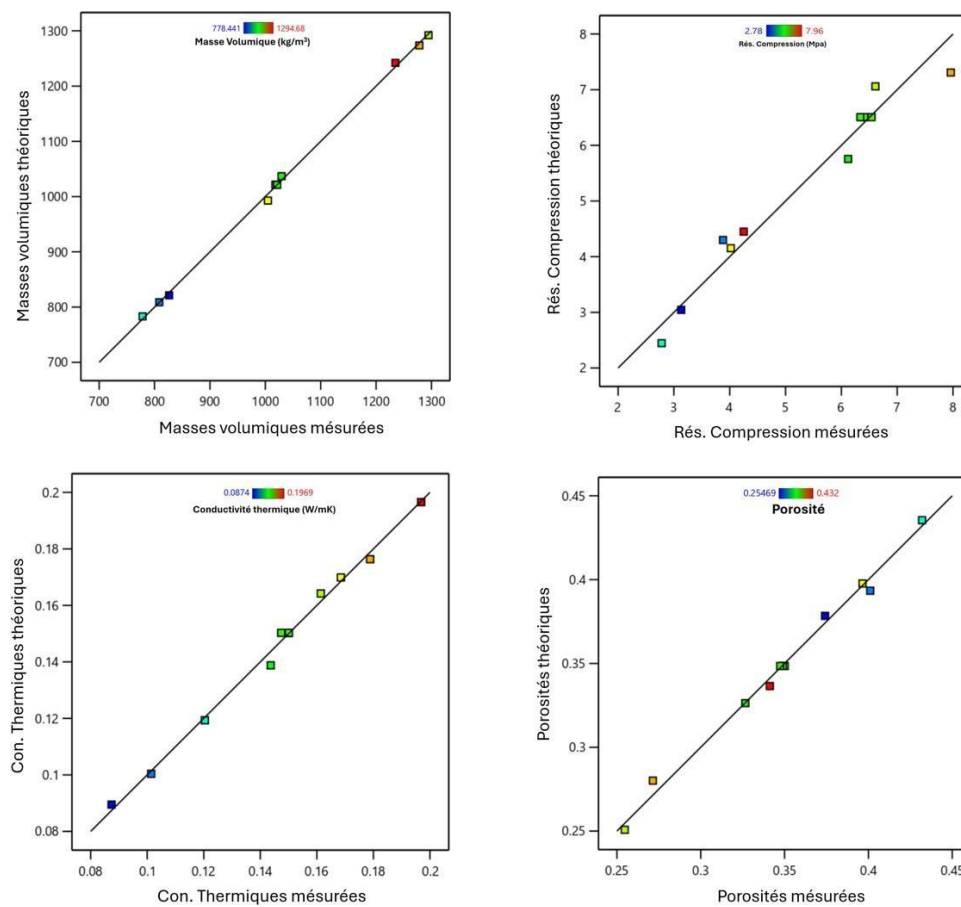 778.441 1294.68
Masse Volumique (kg/m³)
1300
1200
1100
1000
900
800
700
Masses volumiques théoriques
700 800 900 1000 1100 1200 1300
Masses volumiques mésurées
2.78 7.96
Rés. Compression (Mpa)
8
7
6
5
4
3
2
Rés. Compression théoriques
2 3 4 5 6 7 8
Rés. Compression mésurées
0.0874 0.1969
Conductivité thermique (W/mK)
0.2
0.18
0.16
0.14
0.12
0.1
0.08
Con. Thermiques théoriques
0.08 0.1 0.12 0.14 0.16 0.18 0.2
Con. Thermiques mésurées
0.25469 0.432
Porosité
0.45
0.4
0.35
0.3
0.25
Porosités théoriques
0.25 0.3 0.35 0.4 0.45
Porosités mésurées